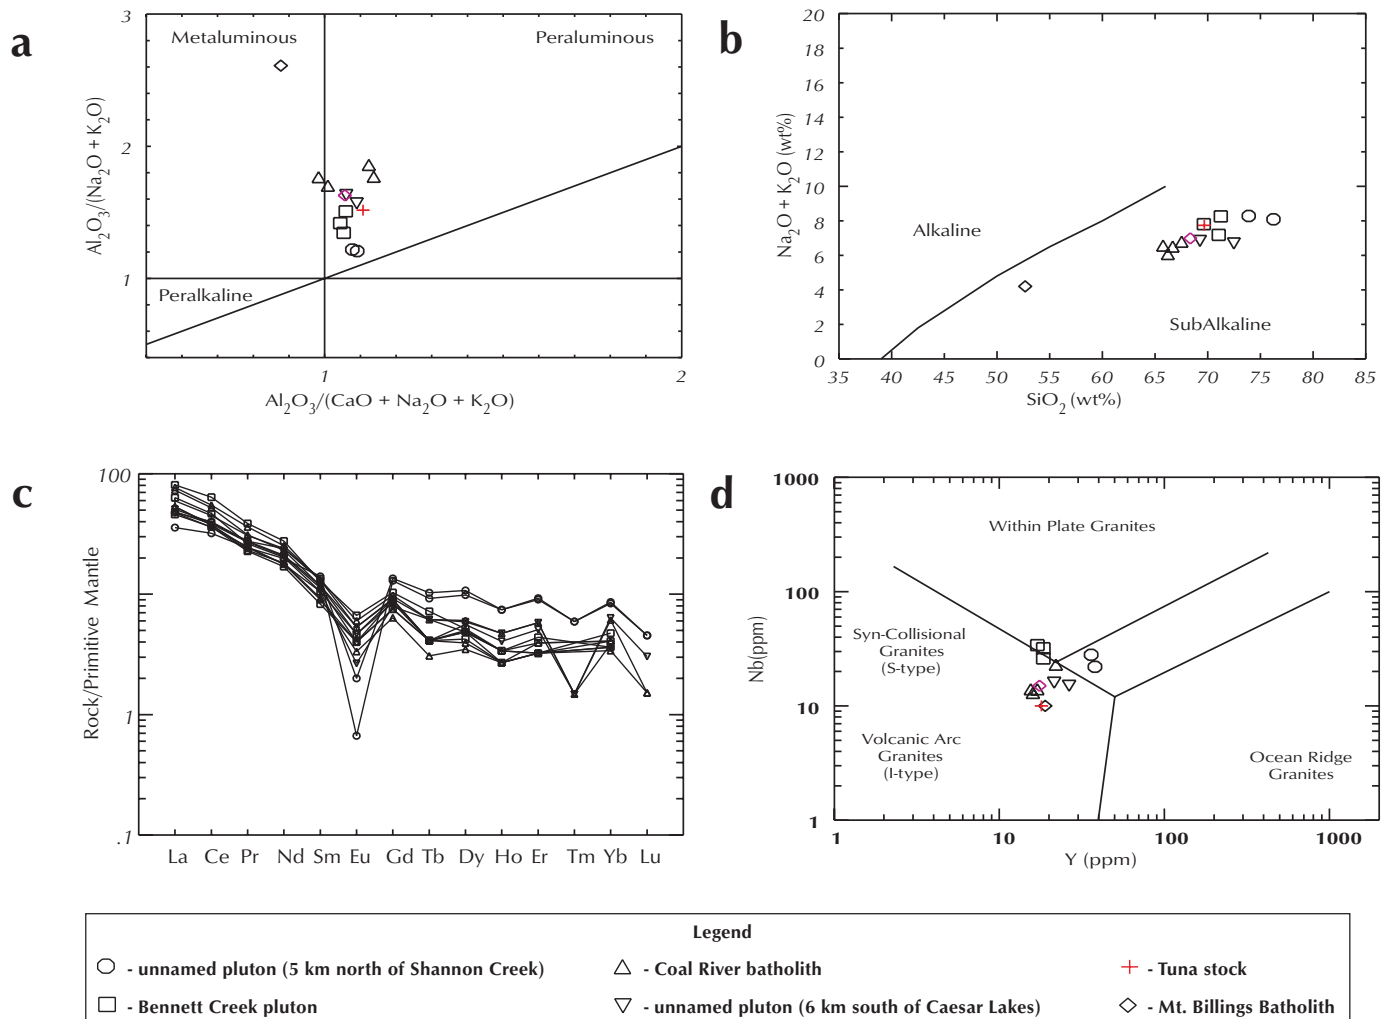 a
3
2
1
Metaluminous
Peraluminous
Peralkaline
Al₂O₃/(Na₂O + K₂O)
1
2
Al₂O₃/(CaO + Na₂O + K₂O)
b
20
18
16
14
12
10
8
6
4
2
0
Na₂O + K₂O (wt%)
Alkaline
SubAlkaline
35
40
45
50
55
60
65
70
75
80
85
SiO₂ (wt%)
c
100
10
1
.1
Rock/Primitive Mantle
La Ce Pr Nd Sm Eu Gd Tb Dy Ho Er Tm Yb Lu
d
1000
100
10
1
Nb(ppm)
Within Plate Granites
Syn-Collisional
Granites
(S-type)
Volcanic Arc
Granites
(I-type)
Ocean Ridge
Granites
1
10
100
1000
Y (ppm)
Legend
- unnamed pluton (5 km north of Shannon Creek)
- Coal River batholith
- Tuna stock
- Bennett Creek pluton
- unnamed pluton (6 km south of Caesar Lakes)
- Mt. Billings Batholith